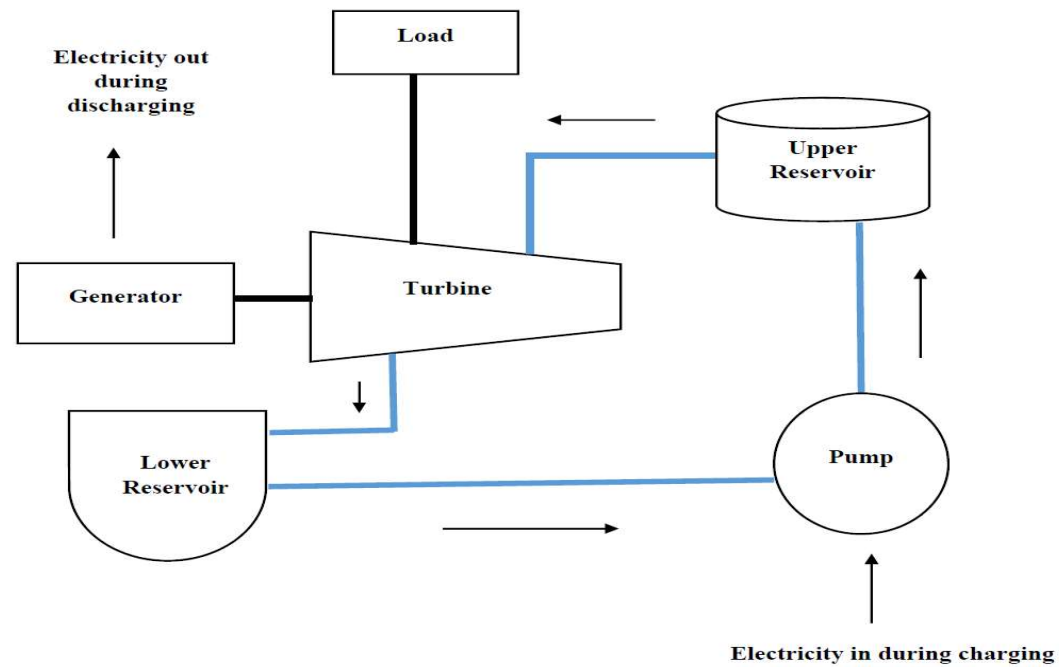 Load
Electricity out
during
discharging
Upper
Reservoir
Generator
Turbine
Lower
Reservoir
Pump
Electricity in during charging